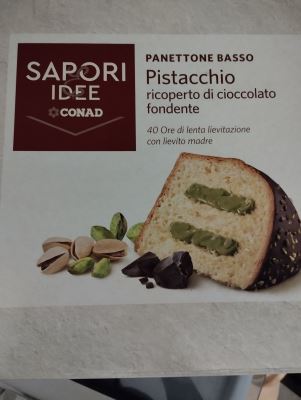 SAPORI
IDEE
CONAD
PANETTONE BASSO
Pistacchio
ricoperto di cioccolato
fondente
40 Ore di lenta lievitazione
con lievito madre